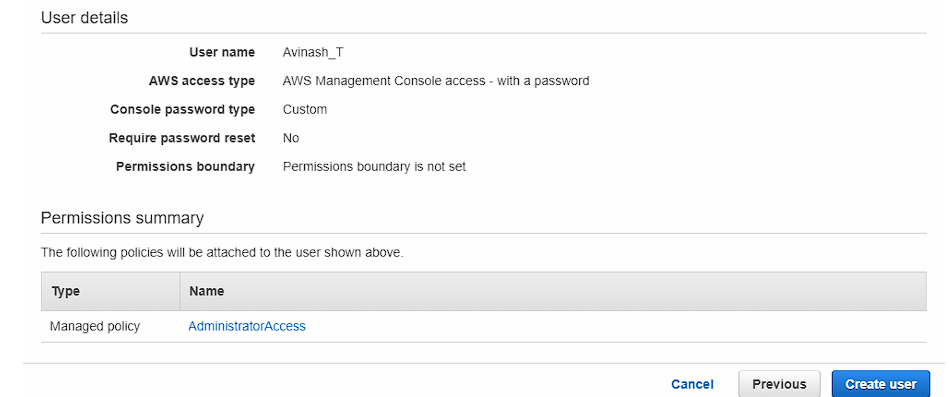 User details
User name Avinash_T
AWS access type AWS Management Console access - with a password
Console password type Custom
Require password reset No
Permissions boundary Permissions boundary is not set
Permissions summary
The following policies will be attached to the user shown above.
Type Name
Managed policy AdministratorAccess
Cancel Previous Create user